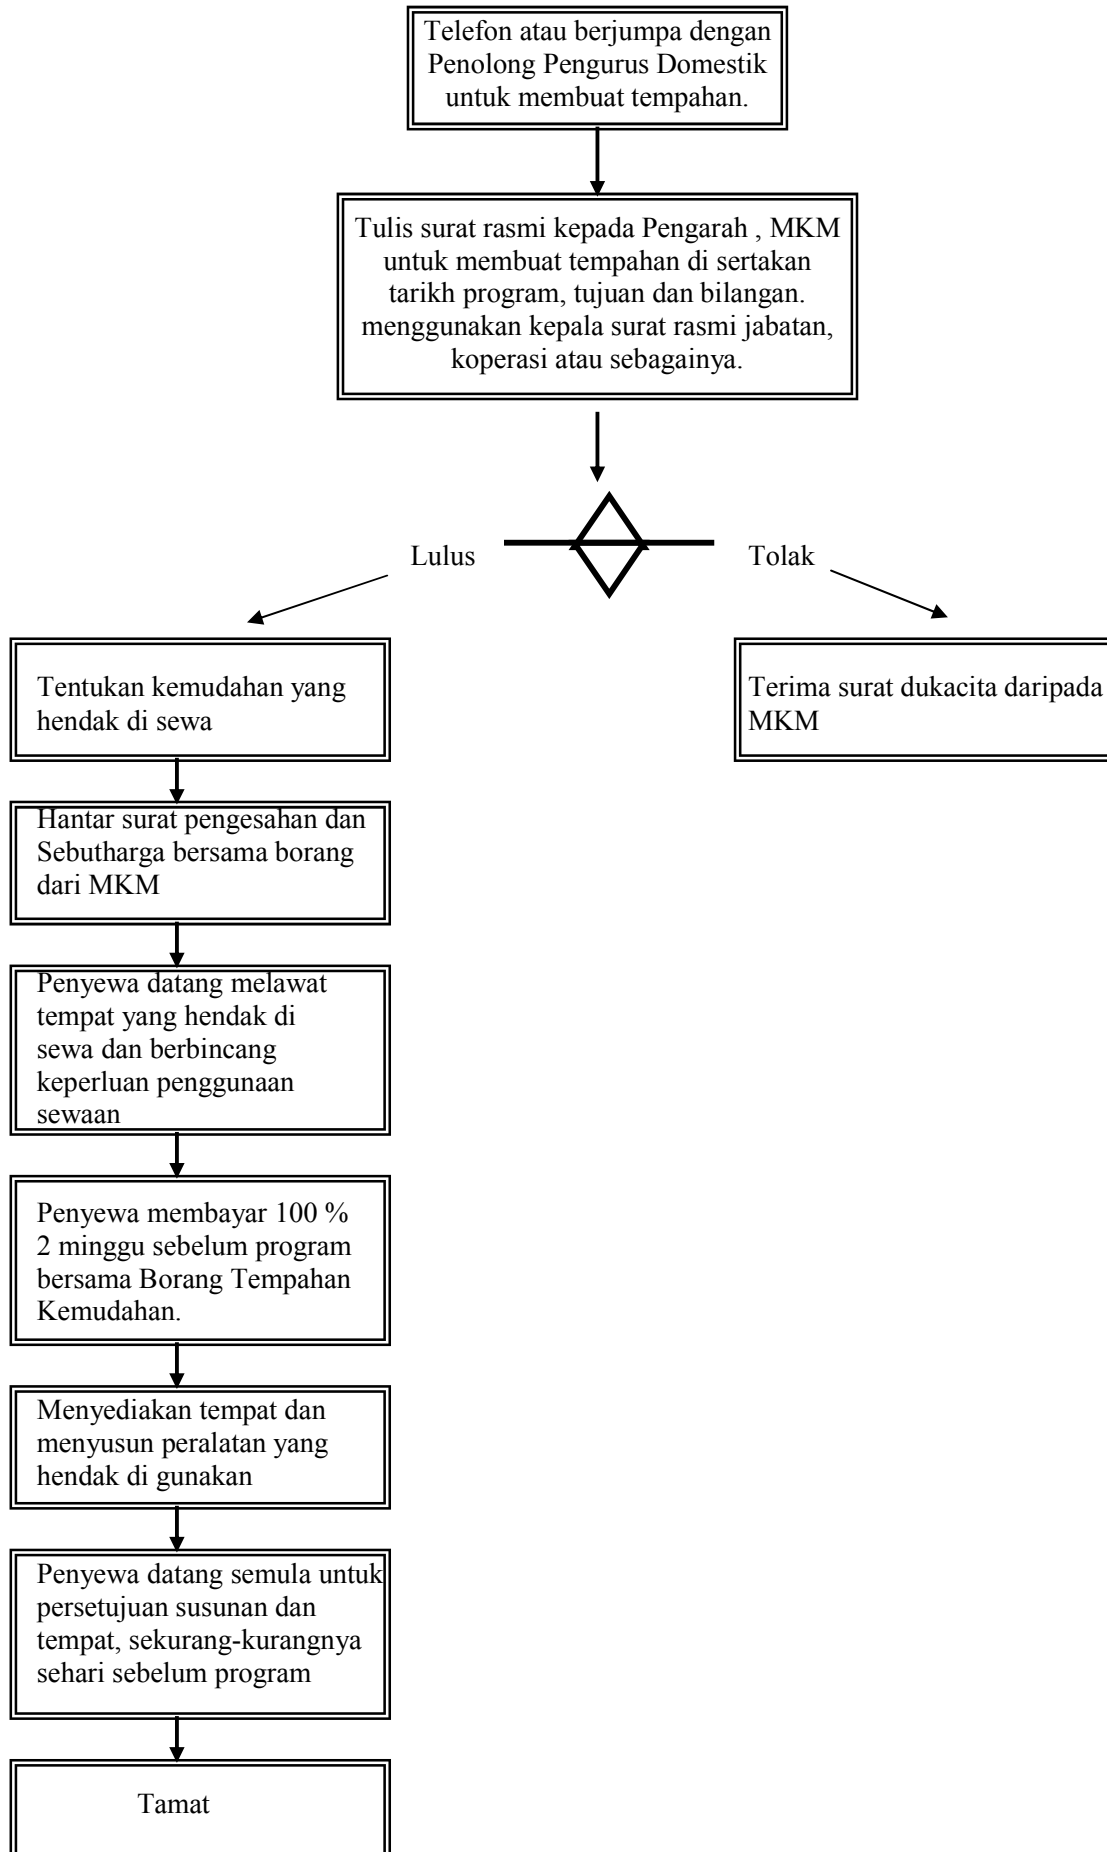 Telefon atau berjumpa dengan
Penolong Pengurus Domestik
untuk membuat tempahan.
Tulis surat rasmi kepada Pengarah , MKM
untuk membuat tempahan di sertakan
tarikh program, tujuan dan bilangan.
menggunakan kepala surat rasmi jabatan,
koperasi atau sebagainya.
Lulus
Tolak
Tentukan kemudahan yang
hendak di sewa
Terima surat dukacita daripada
MKM
Hantar surat pengesahan dan
Sebutharga bersama borang
dari MKM
Penyewa datang melawat
tempat yang hendak di
sewa dan berbincang
keperluan penggunaan
sewaan
Penyewa membayar 100 %
2 minggu sebelum program
bersama Borang Tempahan
Kemudahan.
Menyediakan tempat dan
menyusun peralatan yang
hendak di gunakan
Penyewa datang semula untuk
persetujuan susunan dan
tempat, sekurang-kurangnya
sehari sebelum program
Tamat